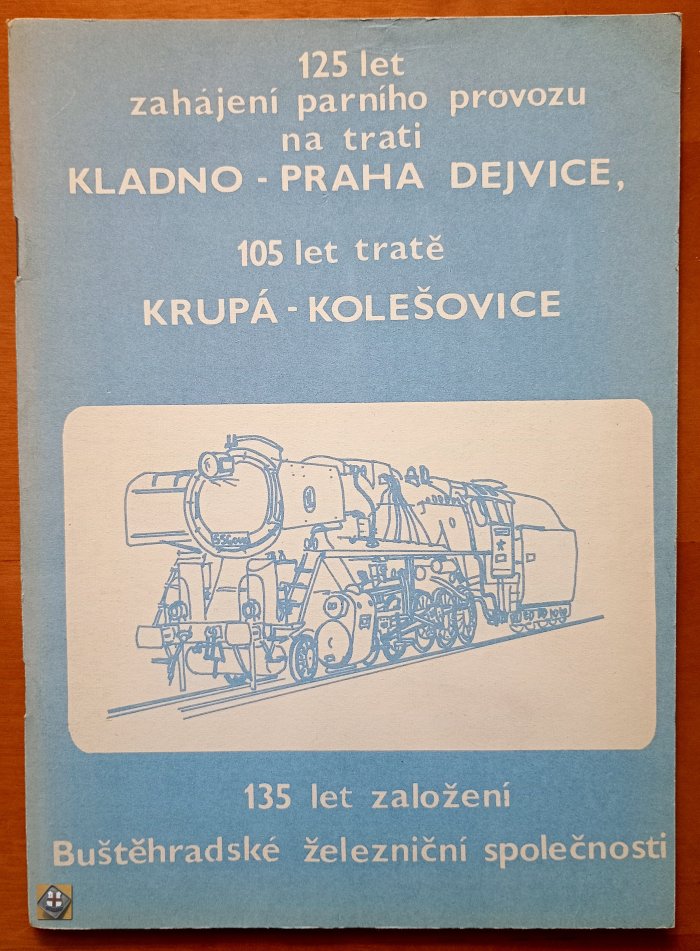 125 let
zahájení parního provozu
na trati
KLADNO - PRAHA DEJVICE,
105 let tratě
KRUPÁ - KOLEŠOVICE
135 let založení
Buštěhradské železniční společnosti